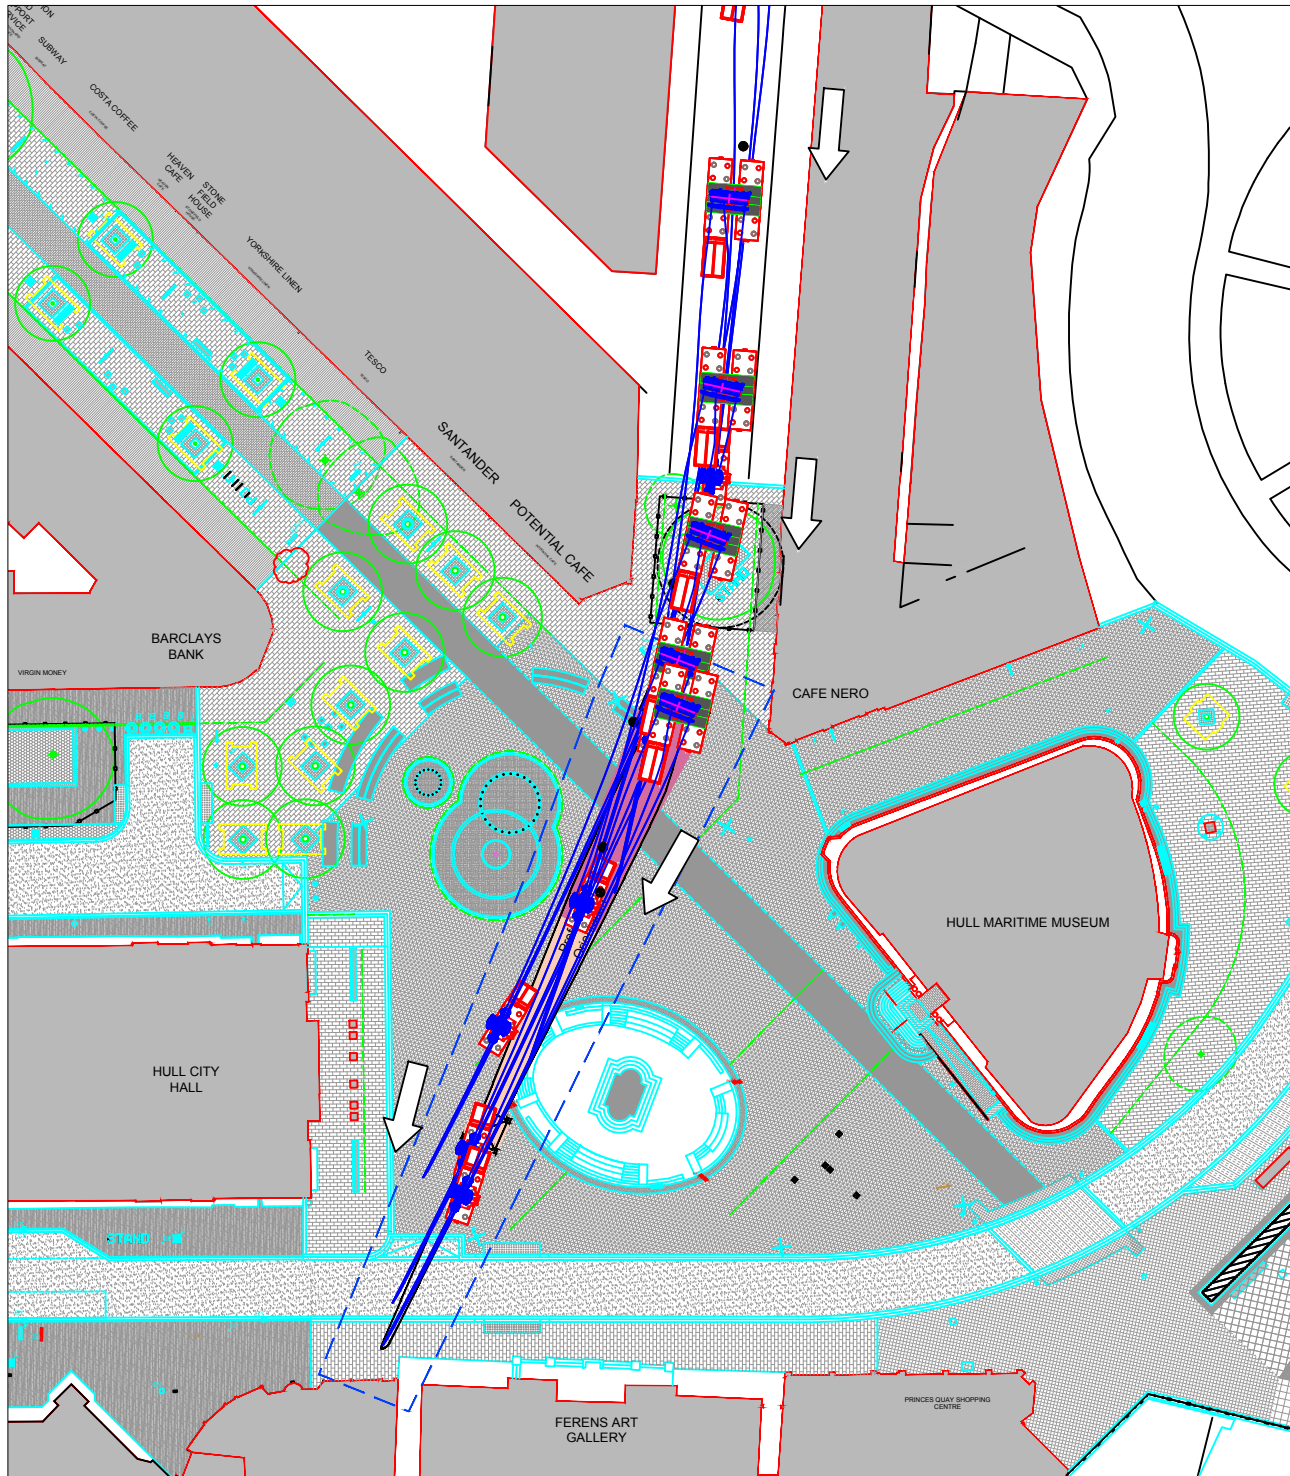 SUBWAY
COSTA COFFEE
HEAVEN
CAFE
STONE
FIELD
HOUSE
YORKSHIRE LINEN
TESCO
SANTANDER
POTENTIAL CAFE
BARCLAYS
BANK
VIRGIN MONEY
CAFE NERO
HULL MARITIME MUSEUM
HULL CITY
HALL
STAND
FERENS ART
GALLERY
PRINCES QUAY SHOPPING
CENTRE